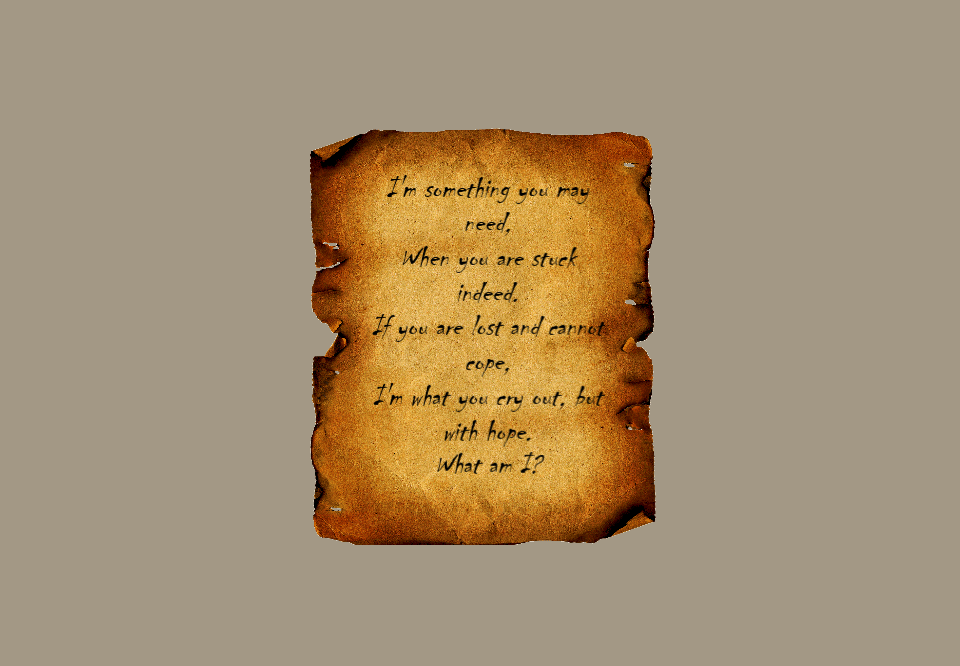 I'm something you may
need,
When you are stuck
indeed.
If you are lost and cannot
cope,
I'm what you cry out, but
with hope.
What am I?